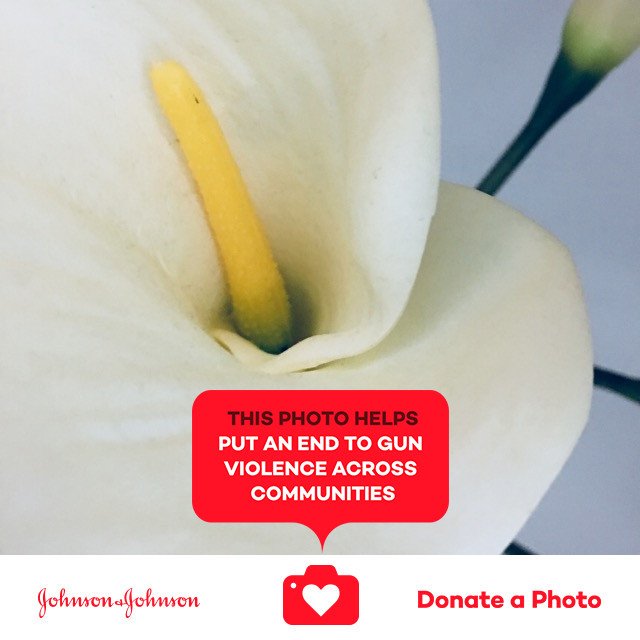 THIS PHOTO HELPS
PUT AN END TO GUN
VIOLENCE ACROSS
COMMUNITIES
Johnson & Johnson
Donate a Photo